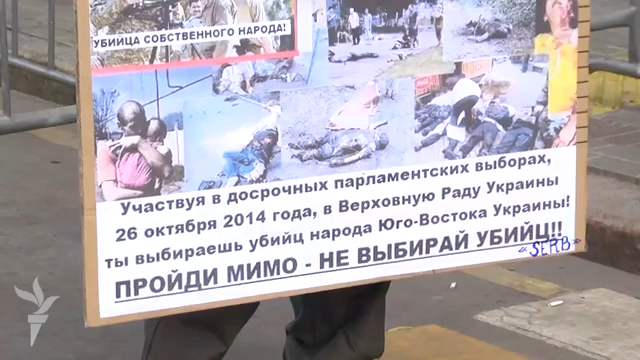 УБИЙЦА СОБСТВЕННОГО НАРОДА!
Участвуя в досрочных парламентских выборах,
26 октября 2014 года, в Верховную Раду Украины
ты выбираешь убийц народа Юго-Востока Украины!
ПРОЙДИ МИМО - НЕ ВЫБИРАЙ УБИЙЦ!!
"SERB"